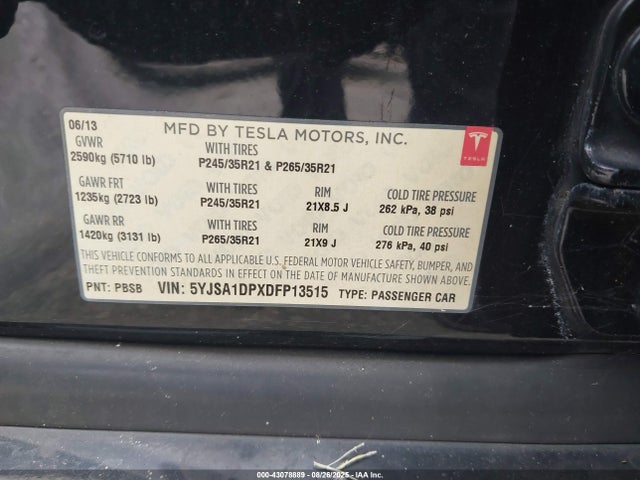 06/13
MFD BY TESLA MOTORS, INC.
TESLA
GVWR WITH TIRES
2590kg (5710 lb) P245/35R21 & P265/35R21
GAWR FRT WITH TIRES RIM COLD TIRE PRESSURE
1235kg (2723 lb) P245/35R21 21X8.5 J 262 kPa, 38 psi
GAWR RR WITH TIRES RIM COLD TIRE PRESSURE
1420kg (3131 lb) P265/35R21 21X9 J 276 kPa, 40 psi
THIS VEHICLE CONFORMS TO ALL APPLICABLE U.S. FEDERAL MOTOR VEHICLE SAFETY, BUMPER, AND
THEFT PREVENTION STANDARDS IN EFFECT ON THE DATE OF MANUFACTURE SHOWN ABOVE.
PNT: PBSB VIN: 5YJSA1DPXDFP13515 TYPE: PASSENGER CAR
000-43078889 - 08/26/2025 - IAA Inc.